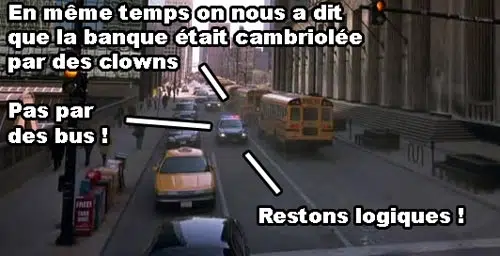 En même temps on nous a dit
que la banque était cambriolée
par des clowns
Pas par
des bus !
Restons logiques !
FREE!